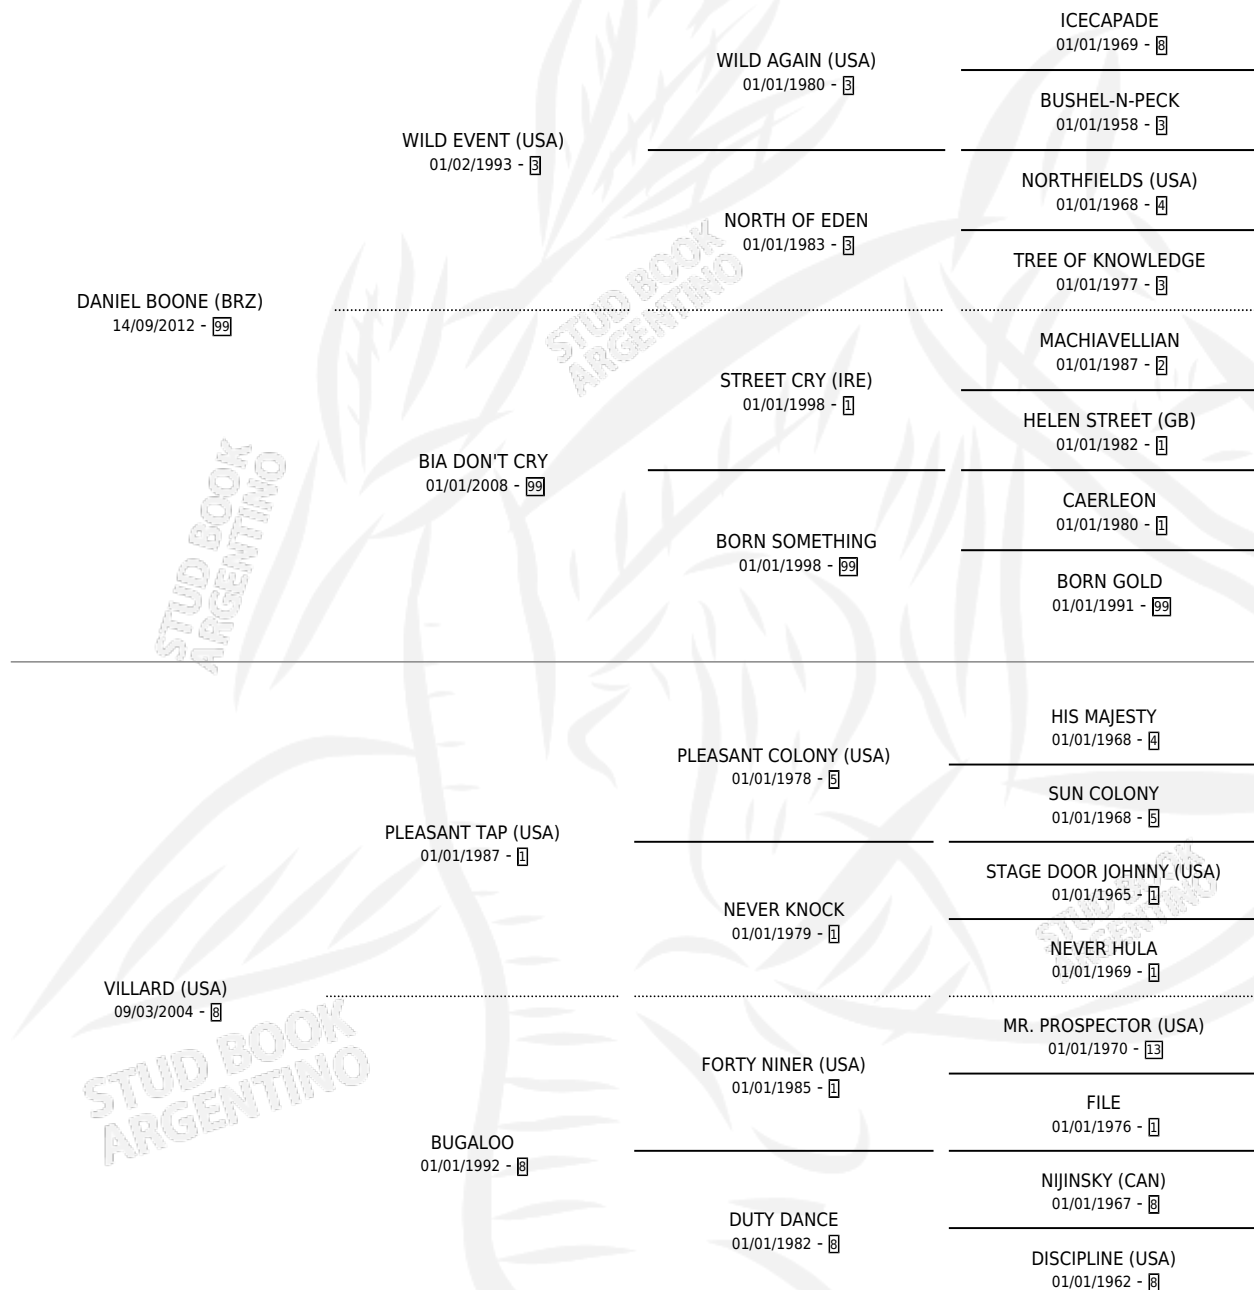 ICECAPADE
01/01/1969 - 8
WILD AGAIN (USA)
01/01/1980 - 3
BUSHEL-N-PECK
01/01/1958 - 3
WILD EVENT (USA)
01/02/1993 - 3
NORTHFIELDS (USA)
01/01/1968 - 4
NORTH OF EDEN
01/01/1983 - 3
TREE OF KNOWLEDGE
01/01/1977 - 3
DANIEL BOONE (BRZ)
14/09/2012 - 99
STUD BOOK
ARGENTINO
MACHIAVELLIAN
01/01/1987 - 2
STREET CRY (IRE)
01/01/1998 - 1
HELEN STREET (GB)
01/01/1982 - 1
BIA DON'T CRY
01/01/2008 - 99
CAERLEON
01/01/1980 - 1
BORN SOMETHING
01/01/1998 - 99
BORN GOLD
01/01/1991 - 99
STUD BOOK
ARGENTINO
HIS MAJESTY
01/01/1968 - 4
PLEASANT COLONY (USA)
01/01/1978 - 5
SUN COLONY
01/01/1968 - 5
PLEASANT TAP (USA)
01/01/1987 - 1
STAGE DOOR JOHNNY (USA)
01/01/1965 - 1
NEVER KNOCK
01/01/1979 - 1
STUD BOOK
ARGENTINO
NEVER HULA
01/01/1969 - 1
VILLARD (USA)
09/03/2004 - 8
MR. PROSPECTOR (USA)
01/01/1970 - 13
STUD BOOK
ARGENTINO
FORTY NINER (USA)
01/01/1985 - 1
FILE
01/01/1976 - 1
BUGALOO
01/01/1992 - 8
NIJINSKY (CAN)
01/01/1967 - 8
DUTY DANCE
01/01/1982 - 8
DISCIPLINE (USA)
01/01/1962 - 8